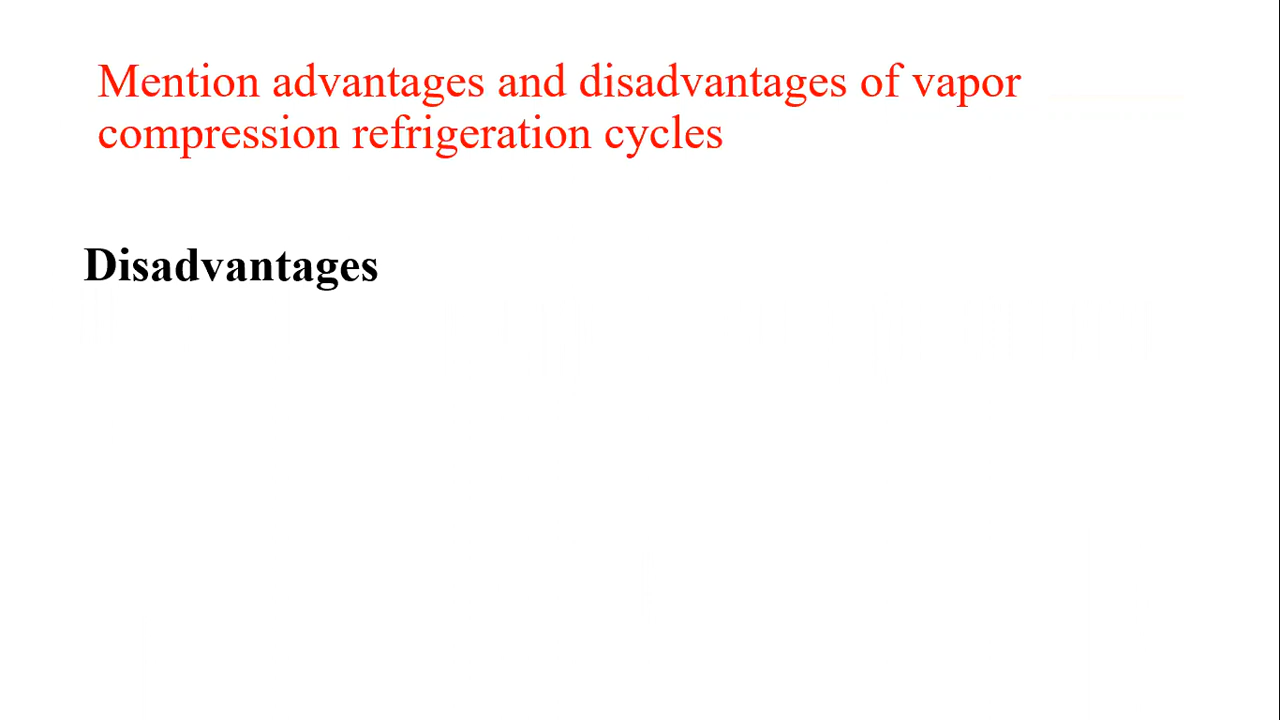 Mention advantages and disadvantages of vapor
compression refrigeration cycles
Disadvantages